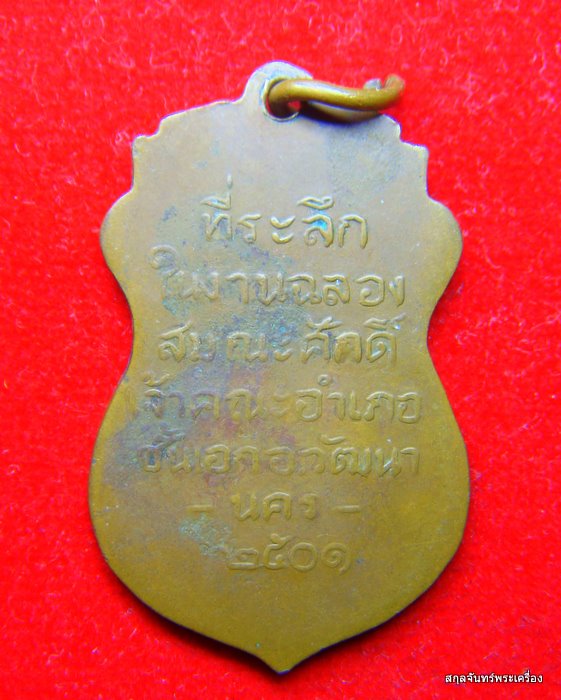 ที่ระลึก
ในงานฉลอง
สมณะศักดิ์
เจ้าคณะอำเภอ
ชั้นเอกอ.วัฒนา
- นคร -
๒๕๐๑
สกุลจันทร์พระเครื่อง